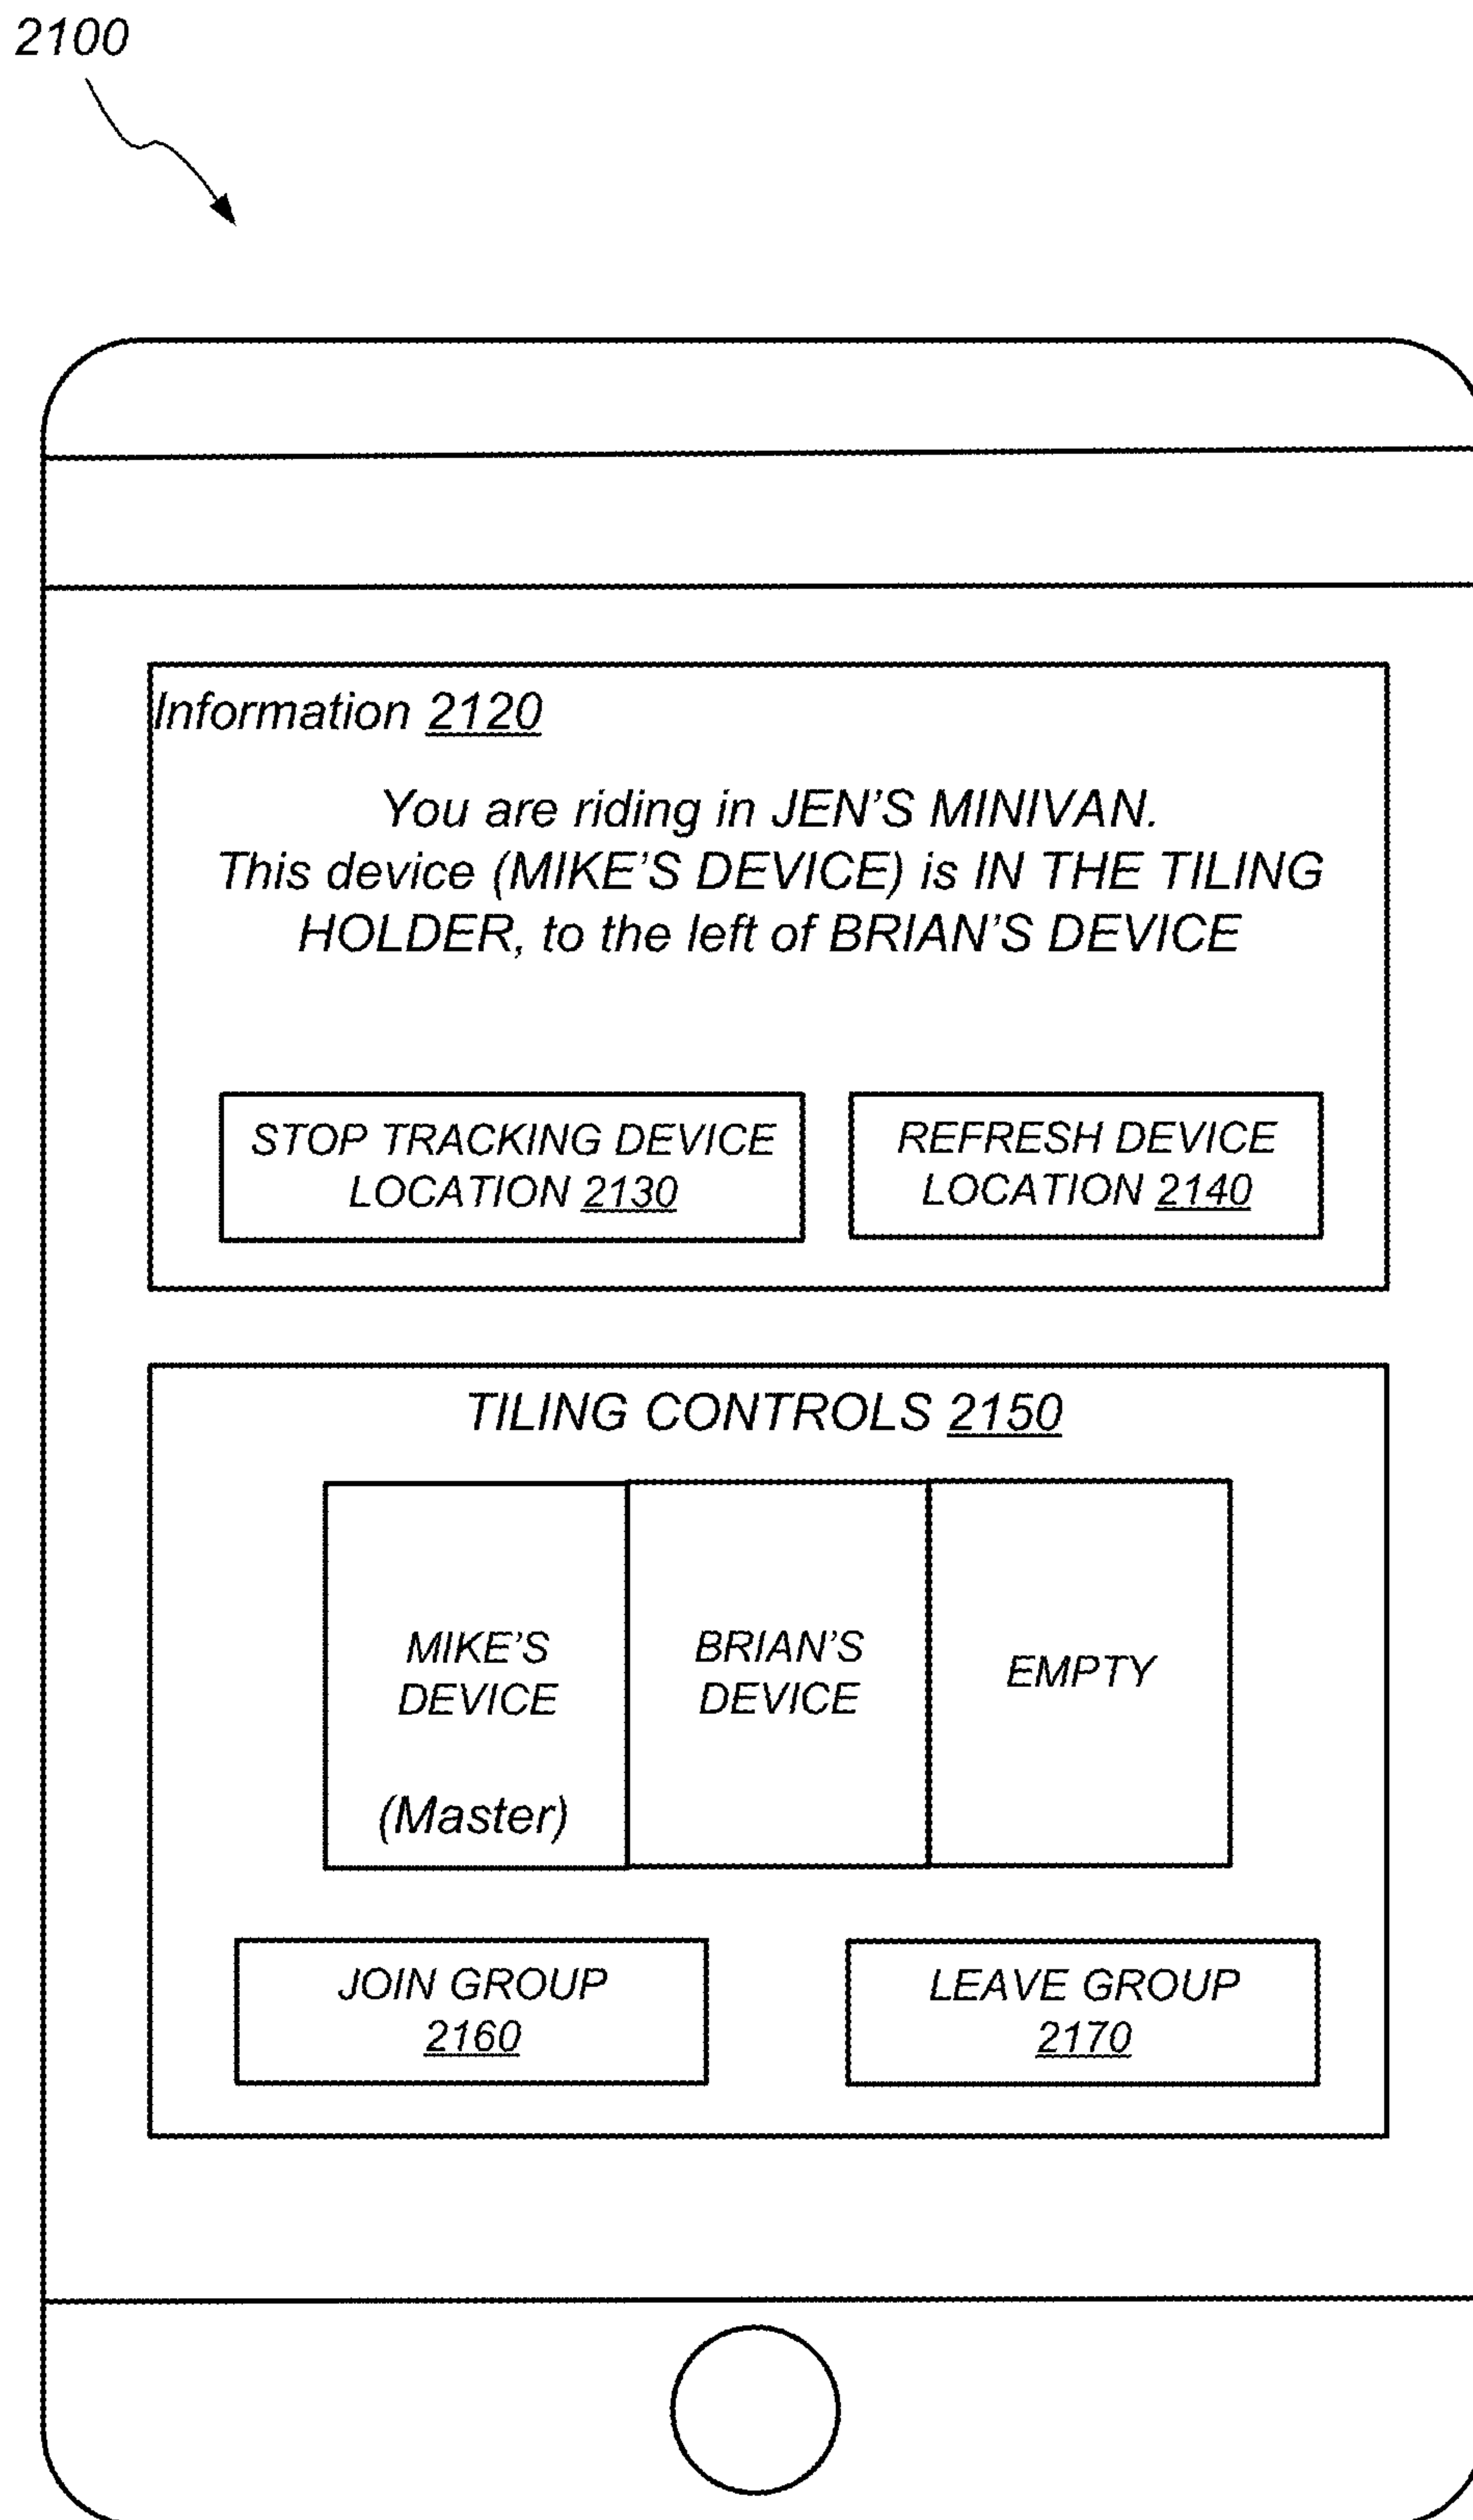 2100
Information 2120
You are riding in JEN'S MINIVAN.
This device (MIKE'S DEVICE) is IN THE TILING
HOLDER, to the left of BRIAN'S DEVICE
STOP TRACKING DEVICE
LOCATION 2130
REFRESH DEVICE
LOCATION 2140
TILING CONTROLS 2150
MIKE'S
DEVICE
(Master)
BRIAN'S
DEVICE
EMPTY
JOIN GROUP
2160
LEAVE GROUP
2170